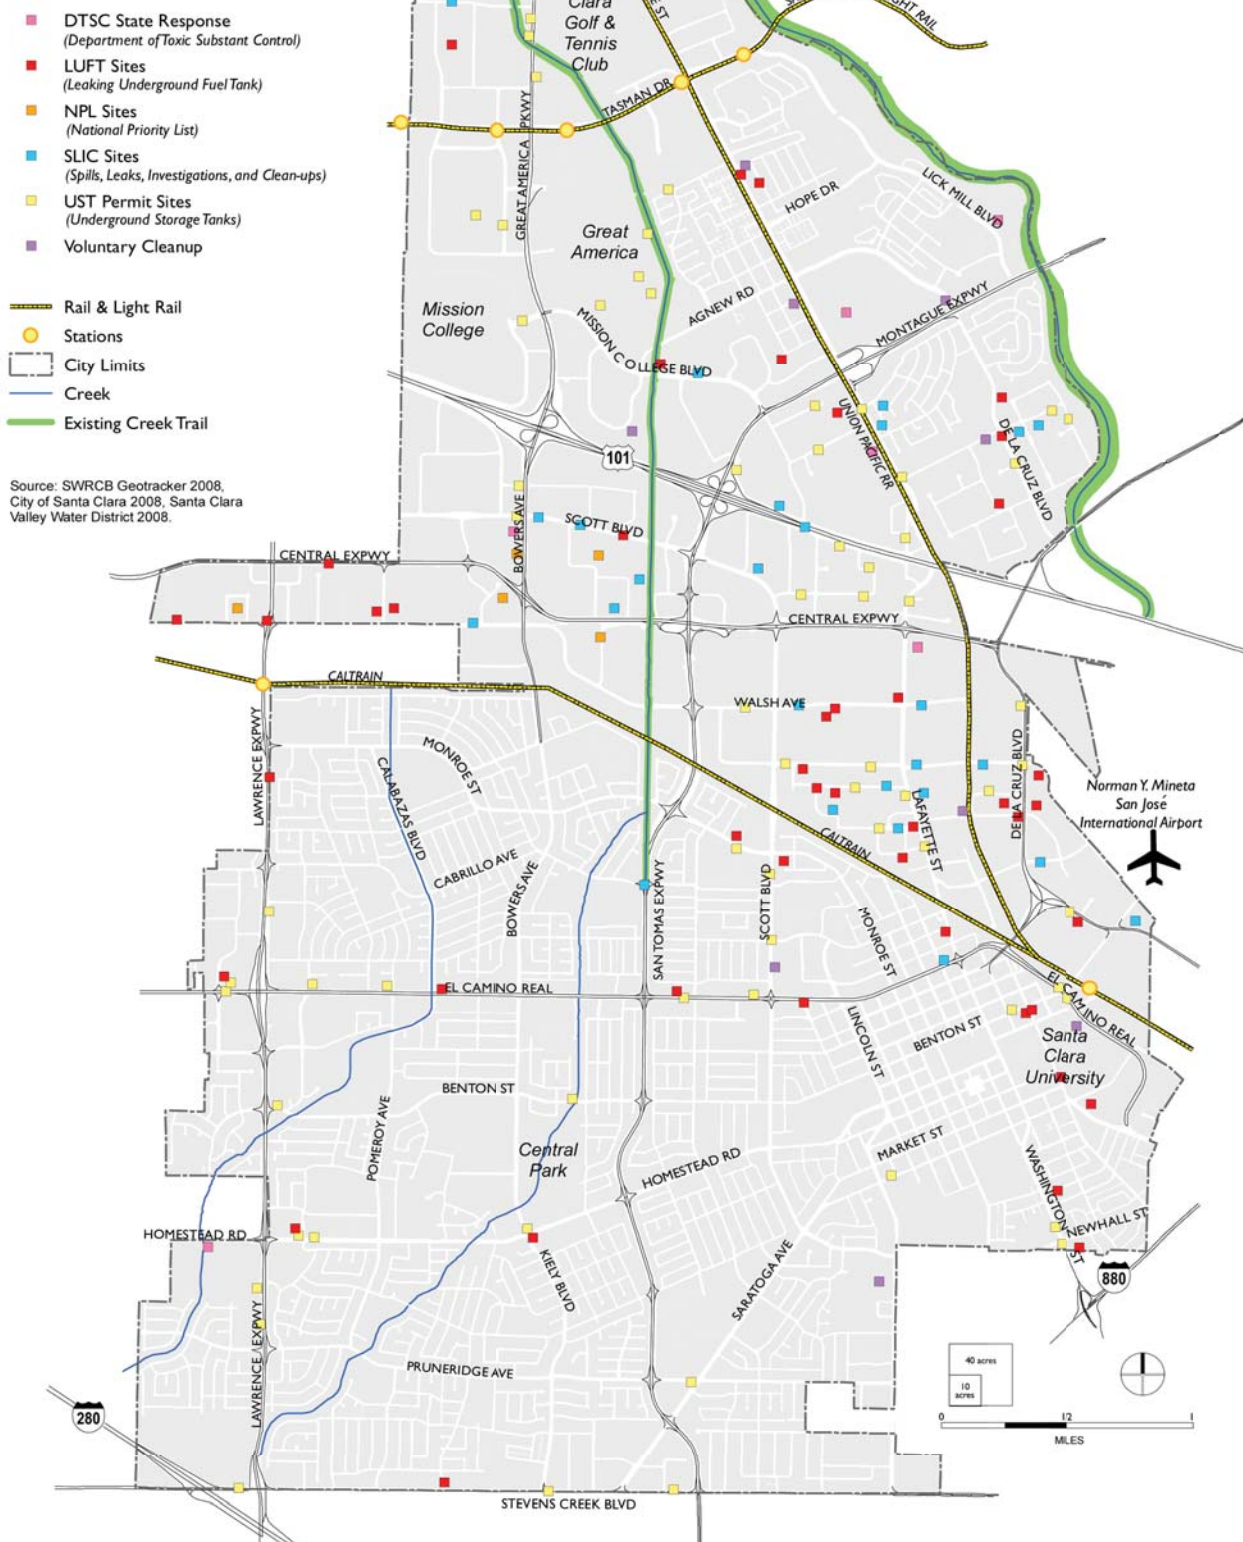 DTSC State Response
(Department of Toxic Substant Control)
LUFT Sites
(Leaking Underground Fuel Tank)
NPL Sites
(National Priority List)
SLIC Sites
(Spills, Leaks, Investigations, and Clean-ups)
UST Permit Sites
(Underground Storage Tanks)
Voluntary Cleanup
Rail & Light Rail
Stations
City Limits
Creek
Existing Creek Trail
Source: SWRCB Geotracker 2008,
City of Santa Clara 2008, Santa Clara
Valley Water District 2008.
Clara
Golf &
Tennis
Club
E ST
GHT RAIL
TASMAN DR
GREAT AMERICA PKWY
HOPE DR
LICK MILL BLVD
Great
America
Mission
College
AGNEW RD
MONTAGUE EXPWY
MISSION COLLEGE BLVD
UNION PACIFIC RR
DE LA CRUZ BLVD
101
BOWERS AVE
SCOTT BLVD
CENTRAL EXPWY
CENTRAL EXPWY
CALTRAIN
WALSH AVE
LAWRENCE EXPWY
MONROE ST
CALABAZAS BLVD
DE LA CRUZ BLVD
Norman Y. Mineta
San José
International Airport
LAFAYETTE ST
CALTRAIN
CABRILLO AVE
BOWERS AVE
SAN TOMAS EXPWY
SCOTT BLVD
MONROE ST
EL CAMINO REAL
EL CAMINO REAL
LINCOLN ST
BENTON ST
Santa
Clara
University
BENTON ST
POMEROY AVE
Central
Park
HOMESTEAD RD
MARKET ST
WASHINGTON ST
NEWHALL ST
HOMESTEAD RD
KIELY BLVD
SARATOGA AVE
880
LAWRENCE EXPWY
PRUNERIDGE AVE
40 acres
10
acres
280
0
1/2
1
MILES
STEVENS CREEK BLVD